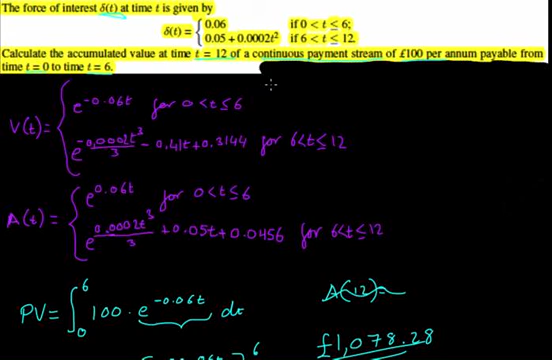 The force of interest δ(t) at time t is given by
δ(t) = { 0.06 if 0 < t ≤ 6;
0.05 + 0.0002t² if 6 < t ≤ 12.
Calculate the accumulated value at time t = 12 of a continuous payment stream of £100 per annum payable from
time t = 0 to time t = 6.
V(t) = { e^{-0.06t} for 0<t≤6
e^{-0.0002t³/3 - 0.41t + 0.3144} for 6<t≤12
A(t) = { e^{0.06t} for 0<t≤6
e^{0.0002t³/3 + 0.05t + 0.0456} for 6<t≤12
PV = ∫₀⁶ 100 · e^{-0.06t} dt
A(12) =
£1,078.28